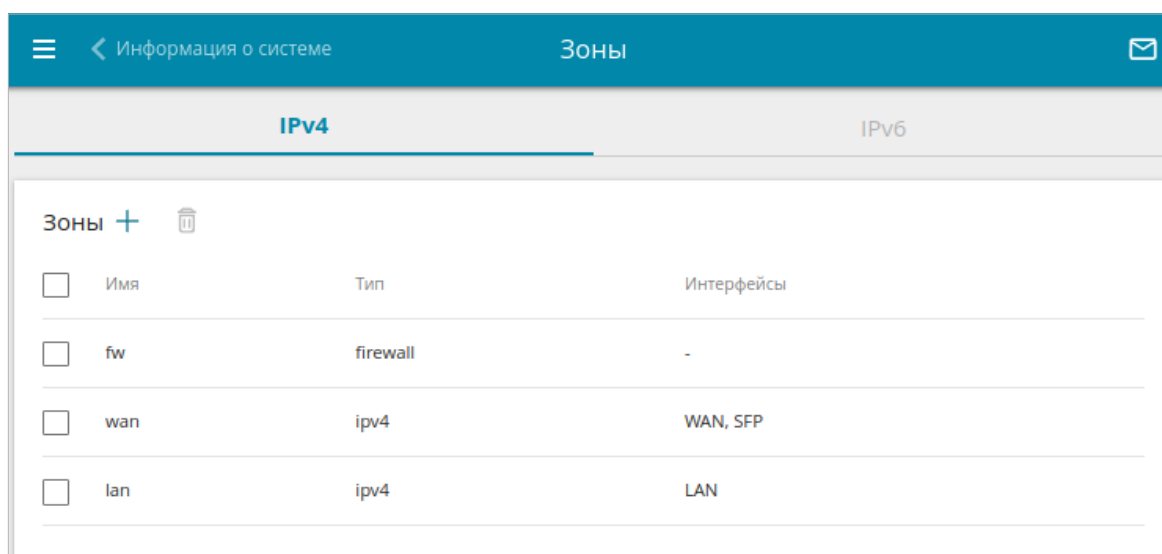 Информация о системе Зоны
IPv4 IPv6
Зоны
Имя Тип Интерфейсы
fw firewall -
wan ipv4 WAN, SFP
lan ipv4 LAN